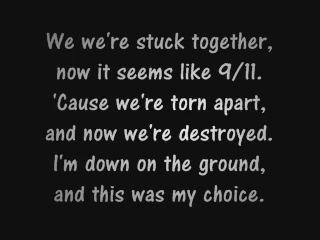 We we're stuck together,
now it seems like 9/11.
'Cause we're torn apart,
and now we're destroyed.
I'm down on the ground,
and this was my choice.